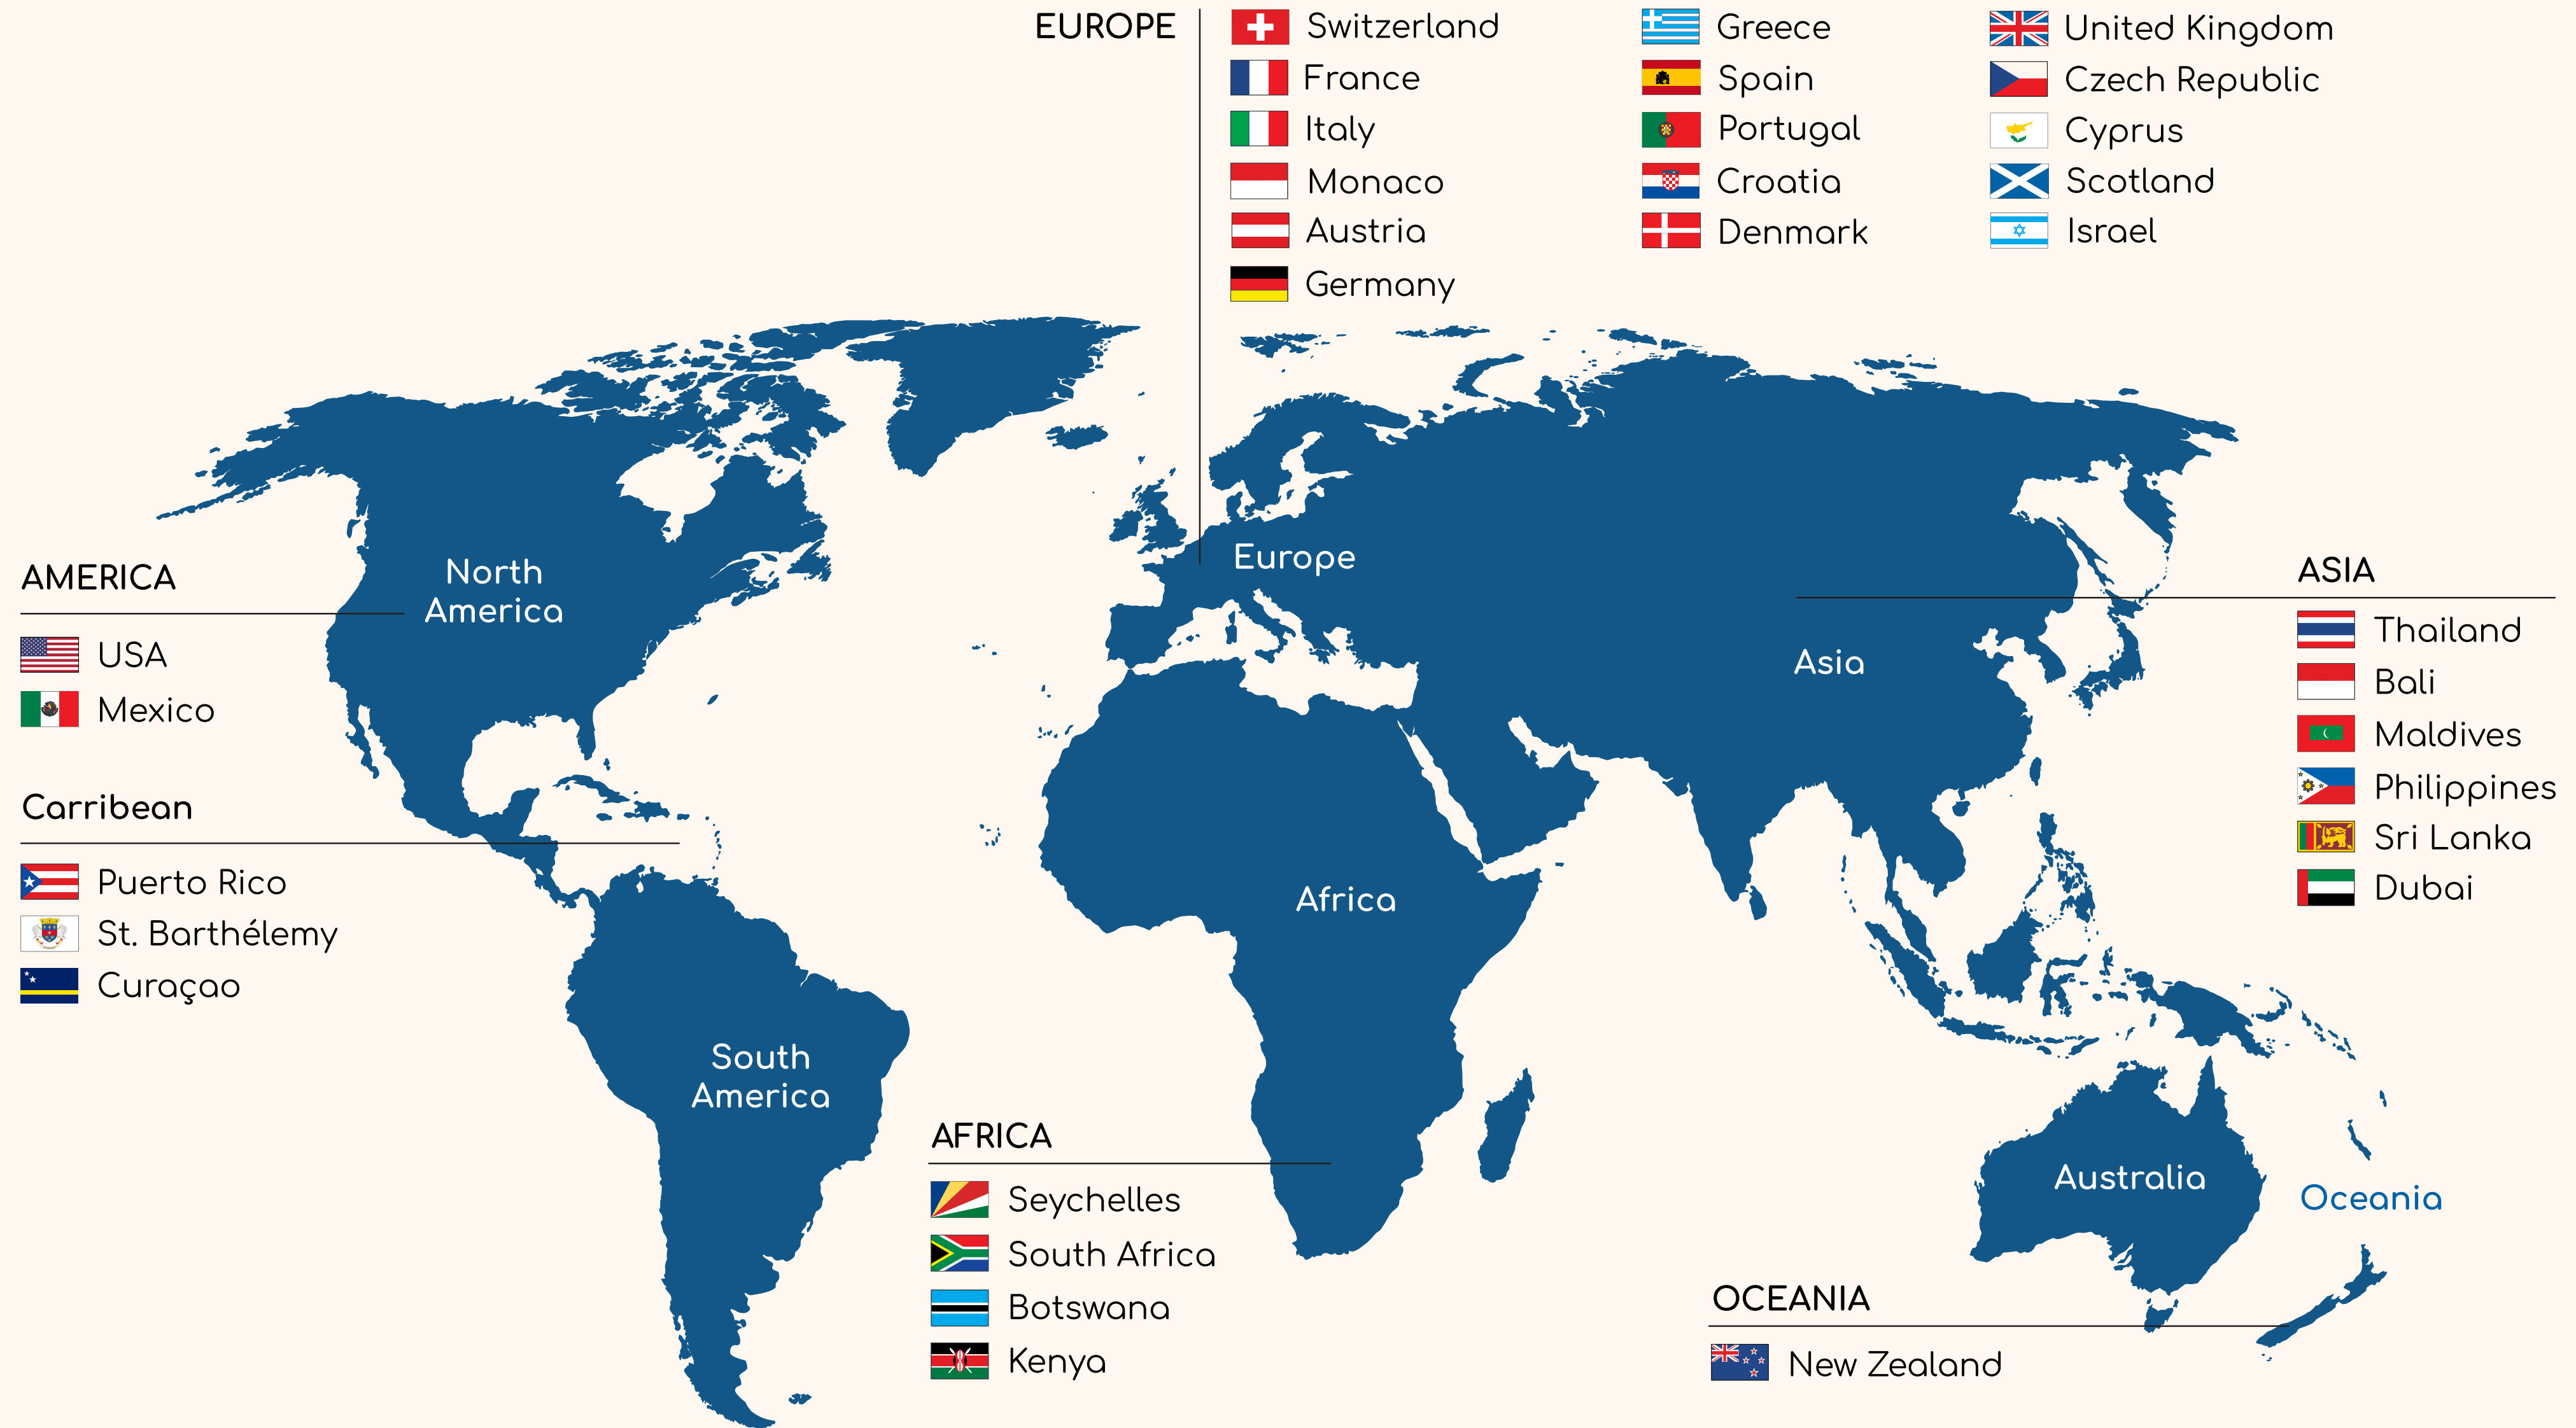 EUROPE
Switzerland
France
Italy
Monaco
Austria
Germany
Greece
Spain
Portugal
Croatia
Denmark
United Kingdom
Czech Republic
Cyprus
Scotland
Israel
North
America
Europe
Asia
Africa
South
America
Australia
Oceania
AMERICA
USA
Mexico
Carribean
Puerto Rico
St. Barthélemy
Curaçao
AFRICA
Seychelles
South Africa
Botswana
Kenya
ASIA
Thailand
Bali
Maldives
Philippines
Sri Lanka
Dubai
OCEANIA
New Zealand